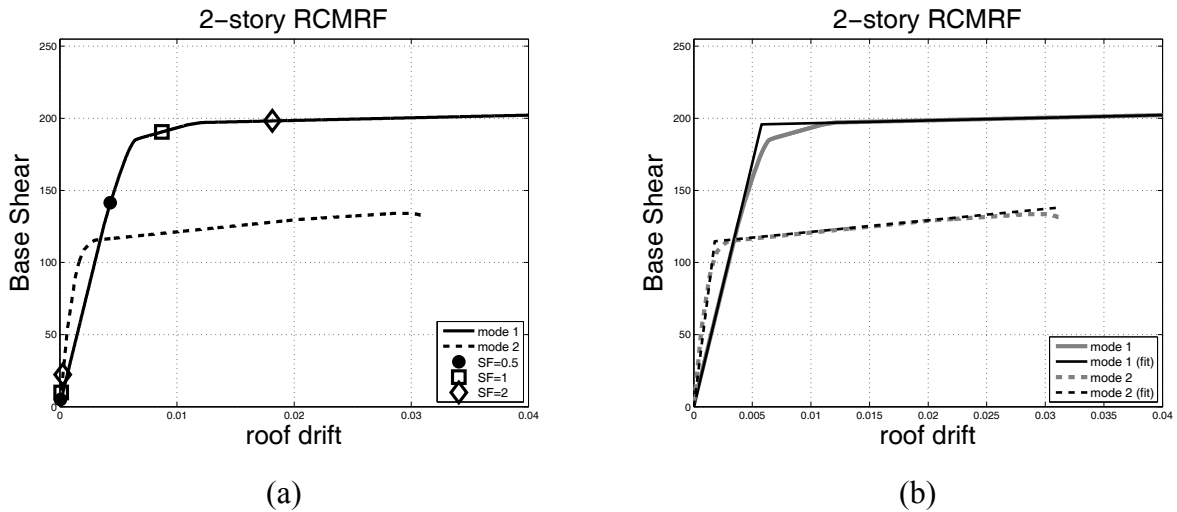 2-story RCMRF
250
200
150
100
50
0
0
0.01
0.02
0.03
0.04
Base Shear
roof drift
mode 1
mode 2
SF=0.5
SF=1
SF=2
(a)
2-story RCMRF
250
200
150
100
50
0
0
0.005
0.01
0.015
0.02
0.025
0.03
0.035
0.04
Base Shear
roof drift
mode 1
mode 1 (fit)
mode 2
mode 2 (fit)
(b)